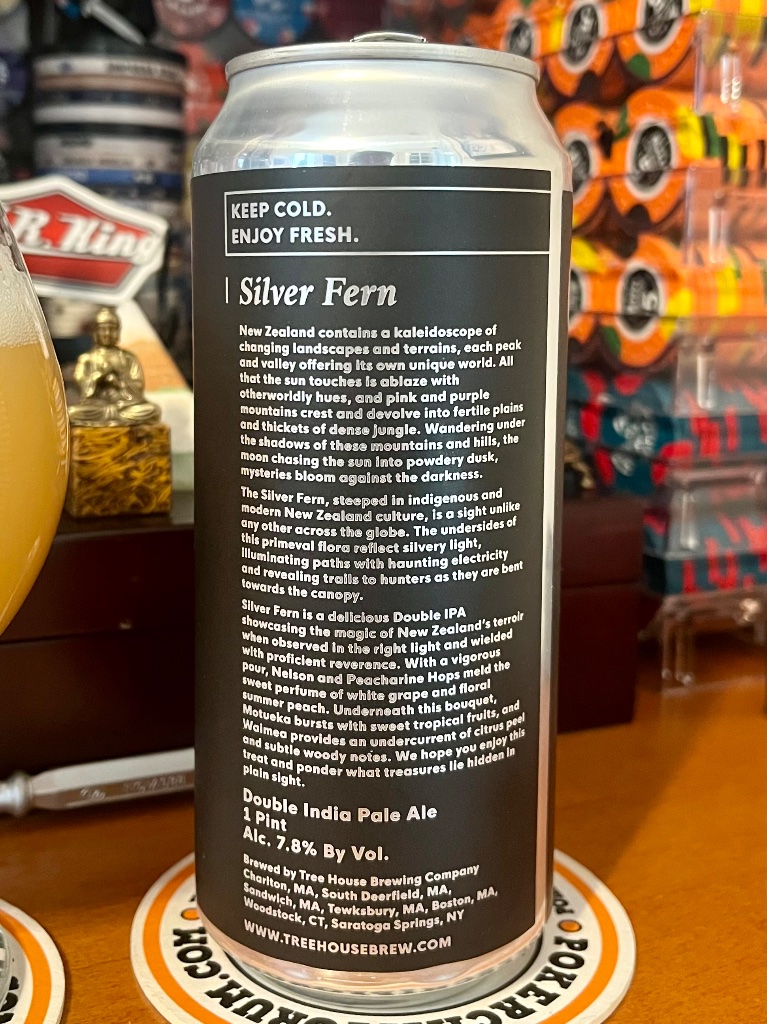 KEEP COLD.
ENJOY FRESH.
Silver Fern
New Zealand contains a kaleidoscope of
changing landscapes and terrains, each peak
and valley offering its own unique world. All
that the sun touches is ablaze with
otherworldly hues, and pink and purple
mountains crest and devolve into fertile plains
and thickets of dense jungle. Wandering under
the shadows of these mountains and hills, the
moon chasing the sun into powdery dusk,
mysteries bloom against the darkness.
The Silver Fern, steeped in indigenous and
modern New Zealand culture, is a sight unlike
any other across the globe. The undersides of
this primeval flora reflect silvery light,
illuminating paths with haunting electricity
and revealing trails to hunters as they are bent
towards the canopy.
Silver Fern is a delicious Double IPA
showcasing the magic of New Zealand's terroir
when observed in the right light and wielded
with proficient reverence. With a vigorous
pour, Nelson and Peacharine Hops meld the
sweet perfume of white grape and floral
summer peach. Underneath this bouquet,
Motueka bursts with sweet tropical fruits, and
Waimea provides an undercurrent of citrus peel
and subtle woody notes. We hope you enjoy this
treat and ponder what treasures lie hidden in
plain sight.
Double India Pale Ale
1 Pint
Alc. 7.8% By Vol.
Brewed by Tree House Brewing Company
Charlton, MA, South Deerfield, MA,
Sandwich, MA, Tewksbury, MA, Boston, MA,
Woodstock, CT, Saratoga Springs, NY
WWW.TREEHOUSEBREW.COM
R. King